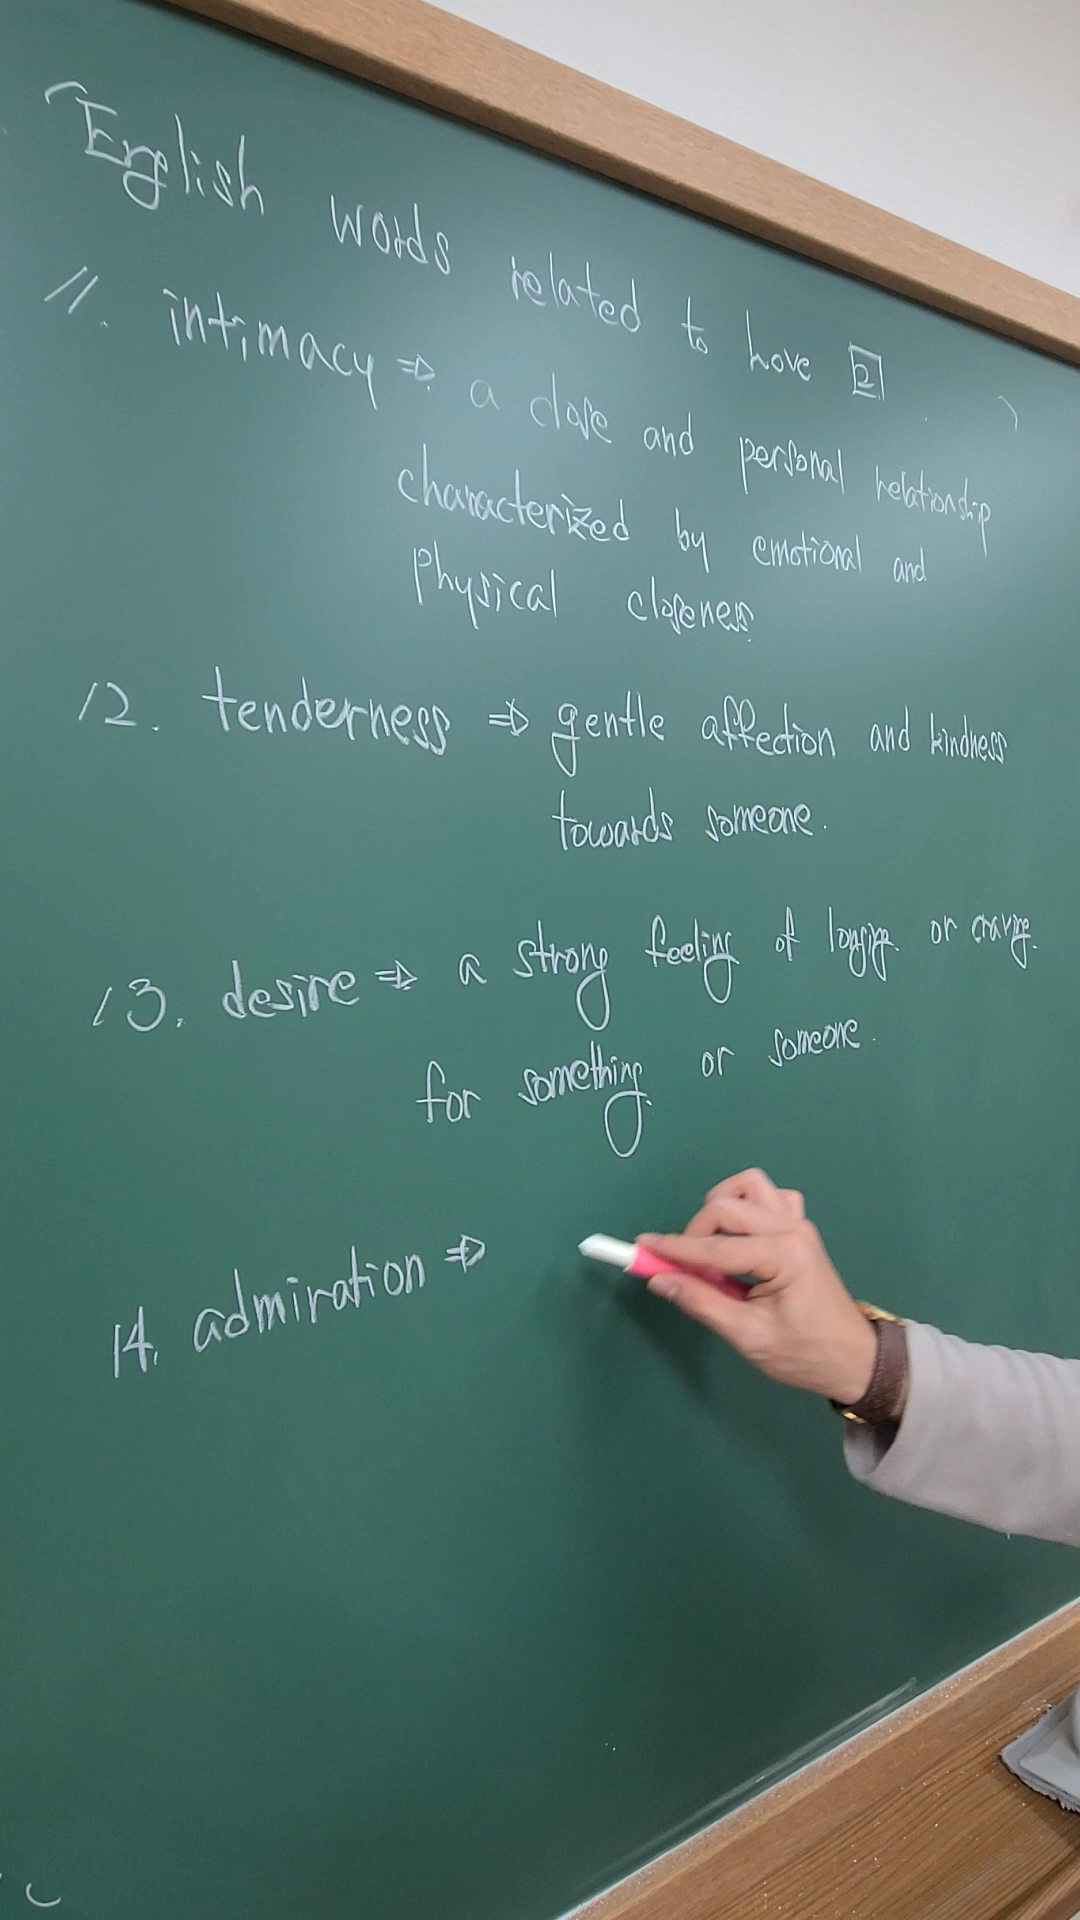 (English words related to Love 2 )
11. intimacy ⇒ a close and personal relationship
characterized by emotional and
physical closeness.
12. tenderness ⇒ gentle affection and kindness
towards someone.
13. desire ⇒ a strong feeling of longing or craving
for something or someone.
14. admiration ⇒